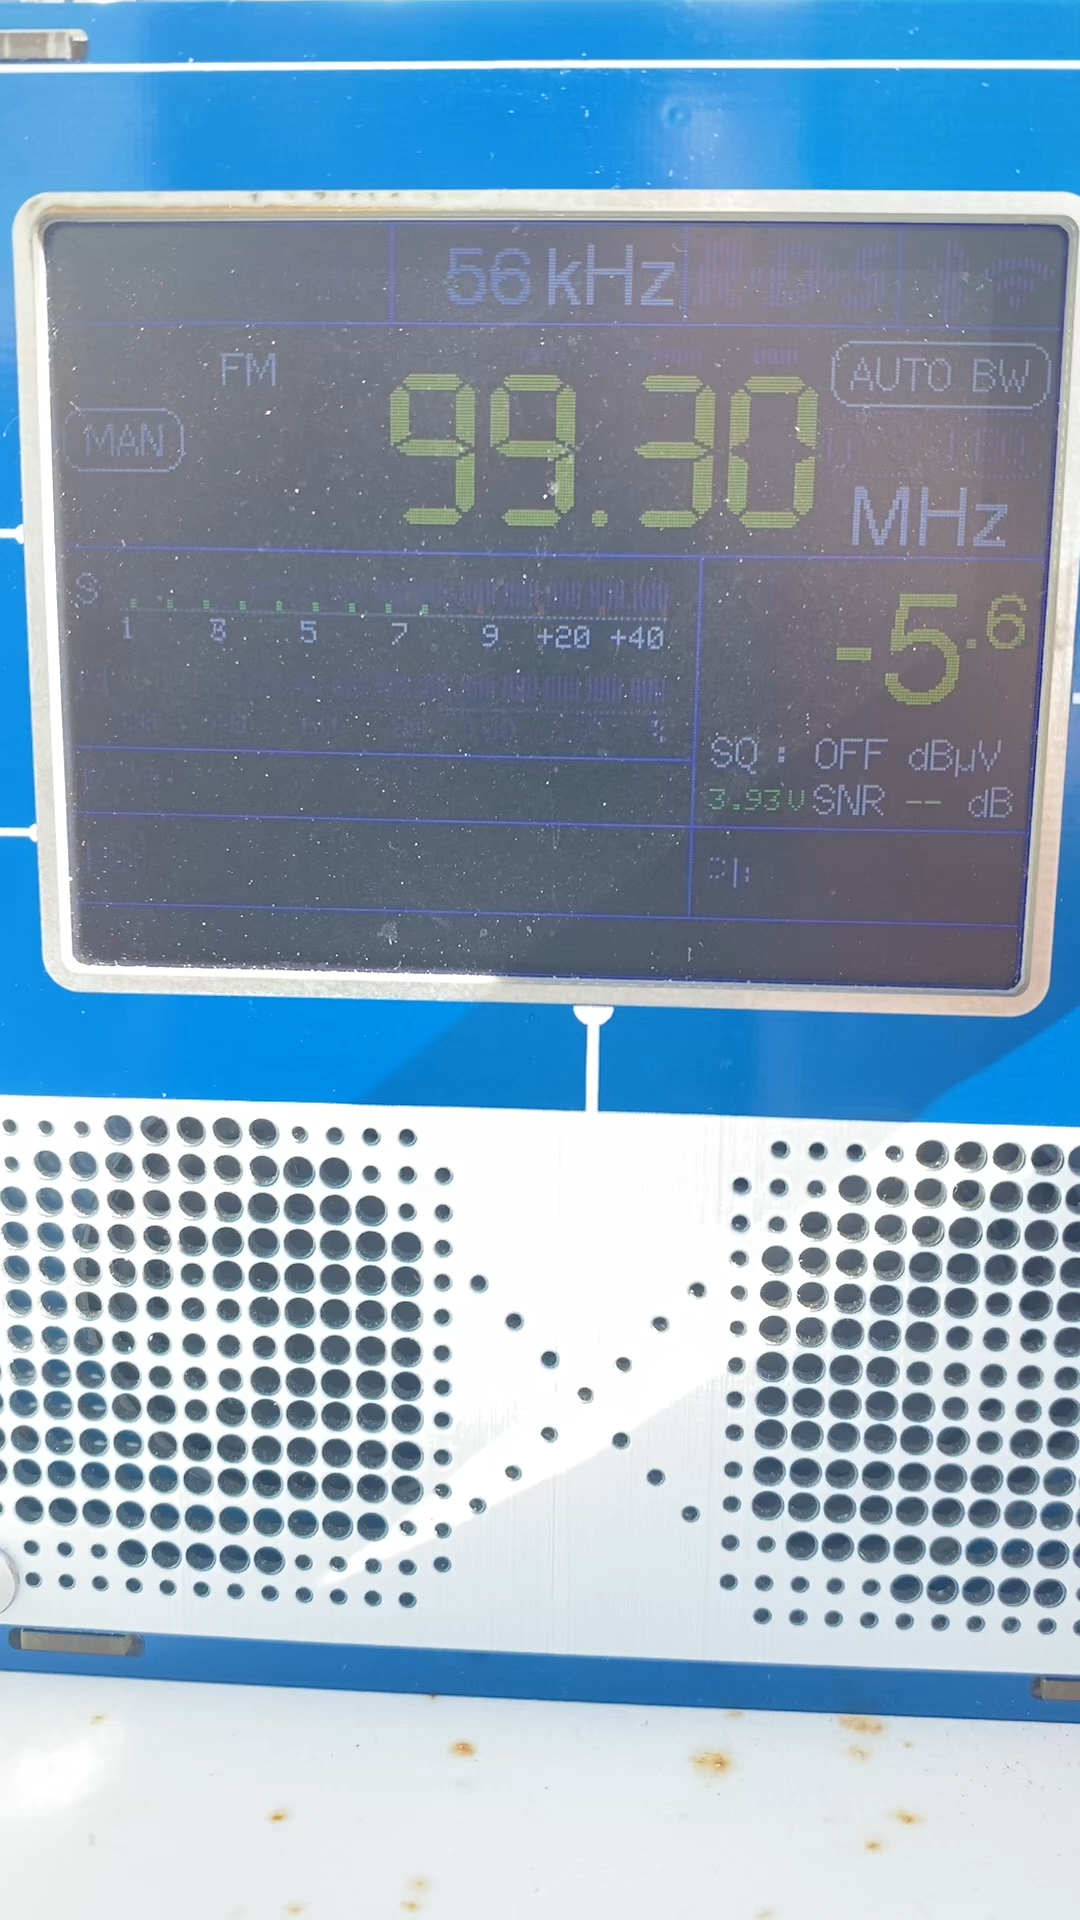 56 kHz
FM 99.30 AUTO BW
MAN
MHz
S
1 3 5 7 9 +20 +40
-5.6
SQ : OFF dBµV
3.93V SNR -- dB